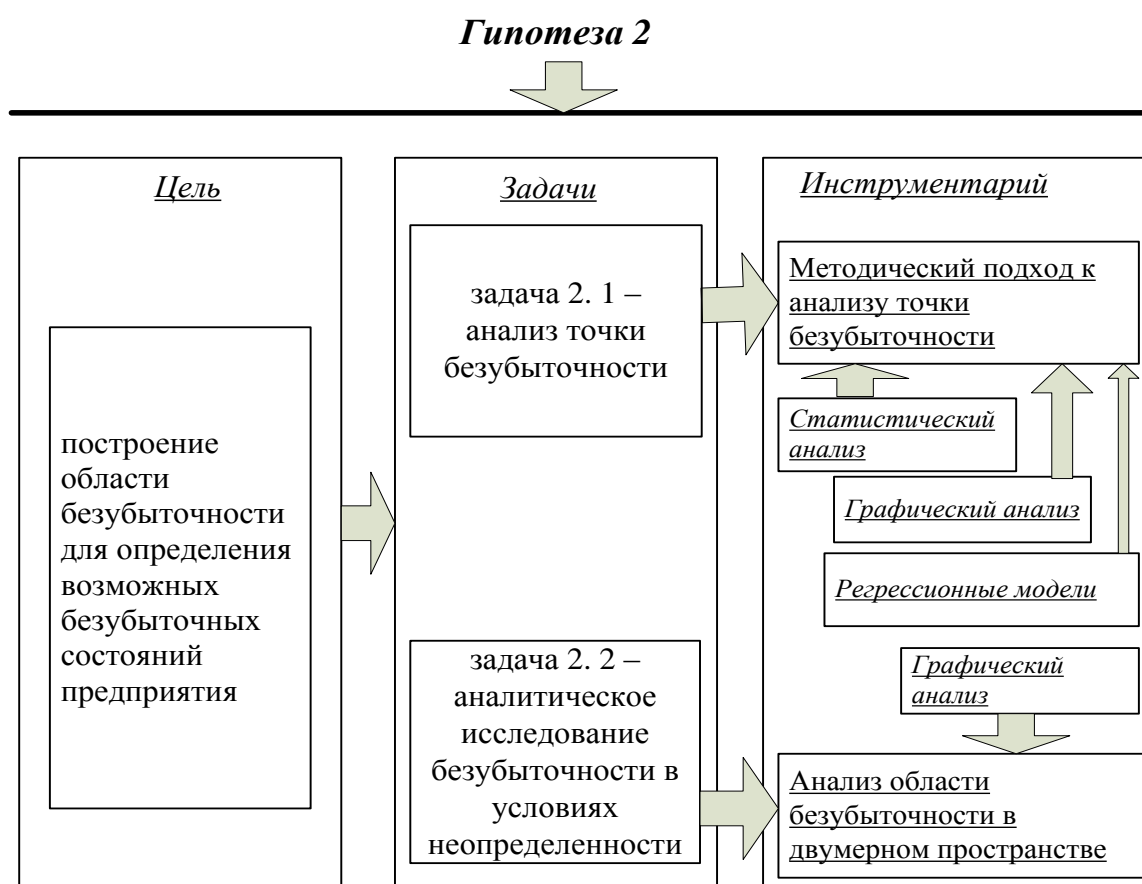 Гипотеза 2
Цель
построение
области
безубыточности
для определения
возможных
безубыточных
состояний
предприятия
Задачи
задача 2. 1 –
анализ точки
безубыточности
задача 2. 2 –
аналитическое
исследование
безубыточности в
условиях
неопределенности
Инструментарий
Методический подход к
анализу точки
безубыточности
Статистический
анализ
Графический анализ
Регрессионные модели
Графический
анализ
Анализ области
безубыточности в
двумерном пространстве